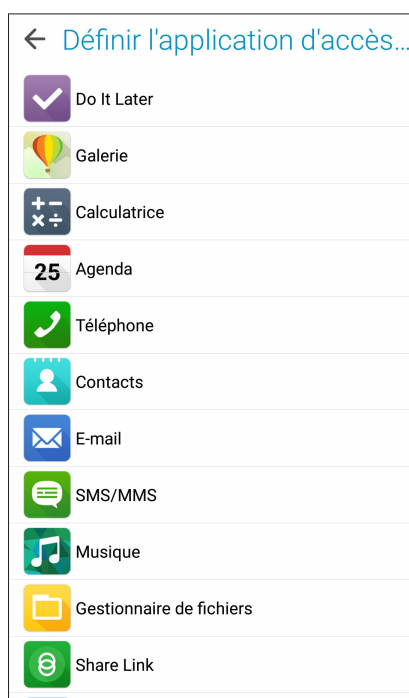 Définir l'application d'accès...
Do It Later
Galerie
Calculatrice
25 Agenda
Téléphone
Contacts
E-mail
SMS/MMS
Musique
Gestionnaire de fichiers
Share Link